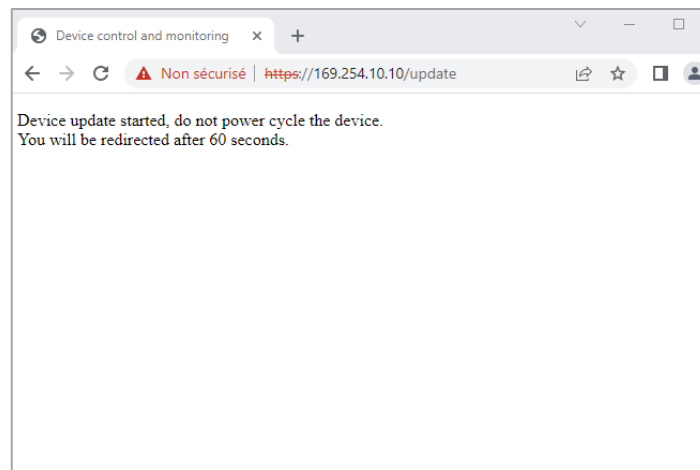 Device control and monitoring
Non sécurisé https://169.254.10.10/update
Device update started, do not power cycle the device.
You will be redirected after 60 seconds.